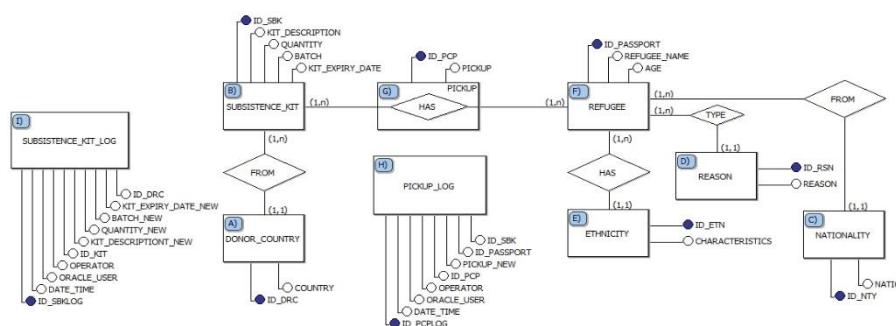 ID_SBK
KIT_DESCRIPTION
QUANTITY
BATCH
KIT_EXPIRY_DATE
B)
SUBSISTENCE_KIT
(1,n)
(1,n)
FROM
(1,1)
A)
DONOR_COUNTRY
COUNTRY
ID_DRC
ID_PCP
PICKUP
G)
PICKUP
HAS
(1,n)
ID_PASSPORT
REFUGEE_NAME
AGE
F)
REFUGEE
(1,n)
(1,n)
(1,n)
TYPE
FROM
(1,1)
D)
REASON
ID_RSN
REASON
HAS
(1,1)
E)
ETHNICITY
ID_ETN
CHARACTERISTICS
(1,1)
C)
NATIONALITY
ID_NTY
I)
SUBSISTENCE_KIT_LOG
ID_DRC
KIT_EXPIRY_DATE_NEW
BATCH_NEW
QUANTITY_NEW
KIT_DESCRIPTIONT_NEW
ID_KIT
OPERATOR
ORACLE_USER
DATE_TIME
ID_SBKLOG
H)
PICKUP_LOG
ID_SBK
ID_PASSPORT
PICKUP_NEW
ID_PCP
OPERATOR
ORACLE_USER
DATE_TIME
ID_PCPLOG